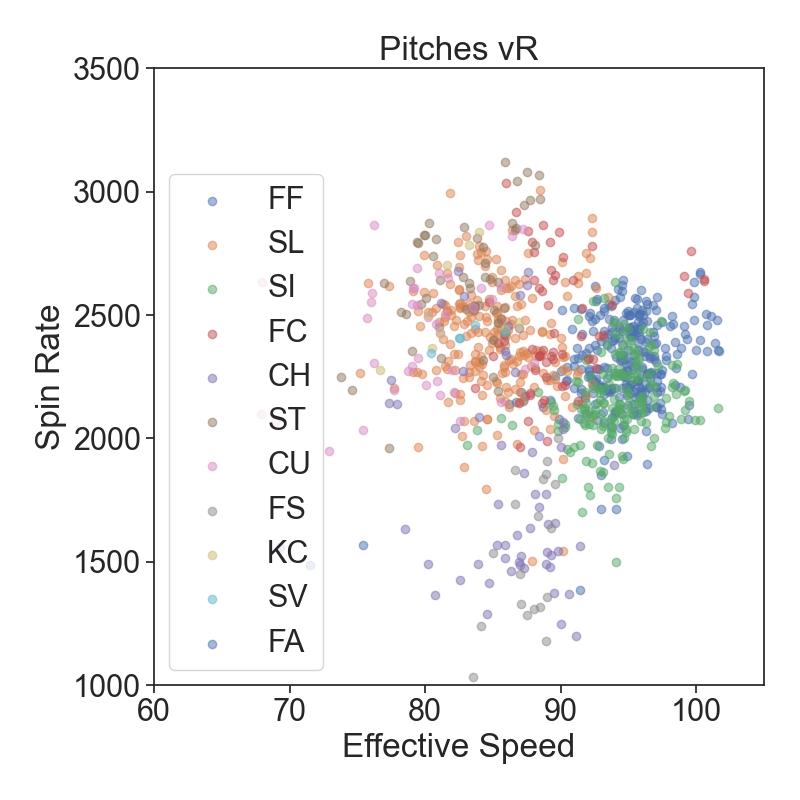 Pitches vR
3500
3000
2500
2000
1500
1000
Spin Rate
FF
SL
SI
FC
CH
ST
CU
FS
KC
SV
FA
60 70 80 90 100
Effective Speed